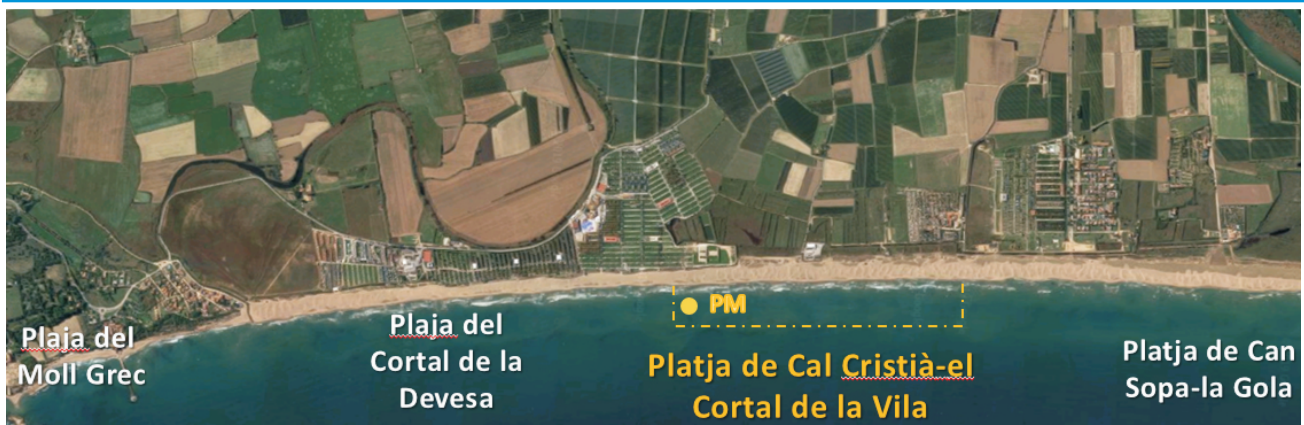 Plaja del
Moll Grec
Plaja del
Cortal de la
Devesa
PM
Platja de Cal Cristià-el
Cortal de la Vila
Platja de Can
Sopa-la Gola